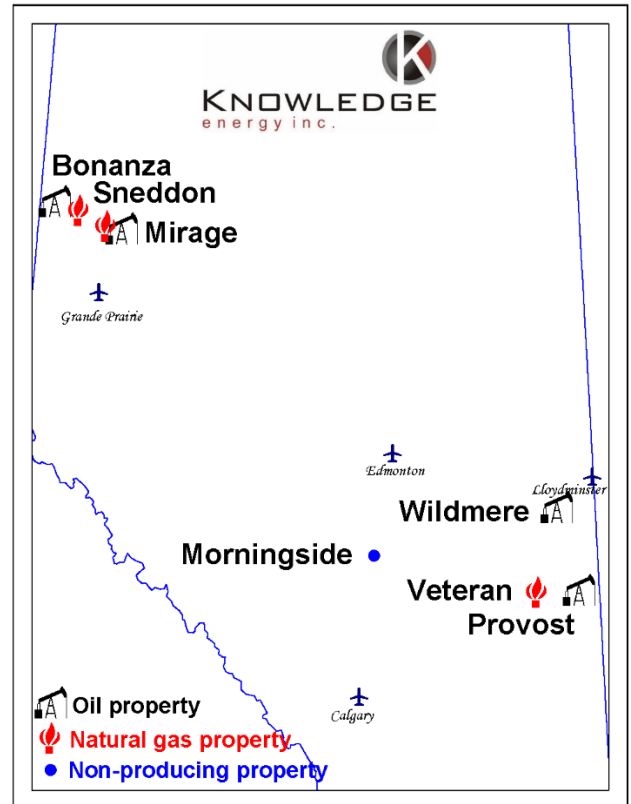 KNOWLEDGE
energy inc.
Bonanza
Sneddon
Mirage
Grande Prairie
Edmonton
Lloydminster
Wildmere
Morningside
Veteran
Provost
Calgary
Oil property
Natural gas property
Non-producing property